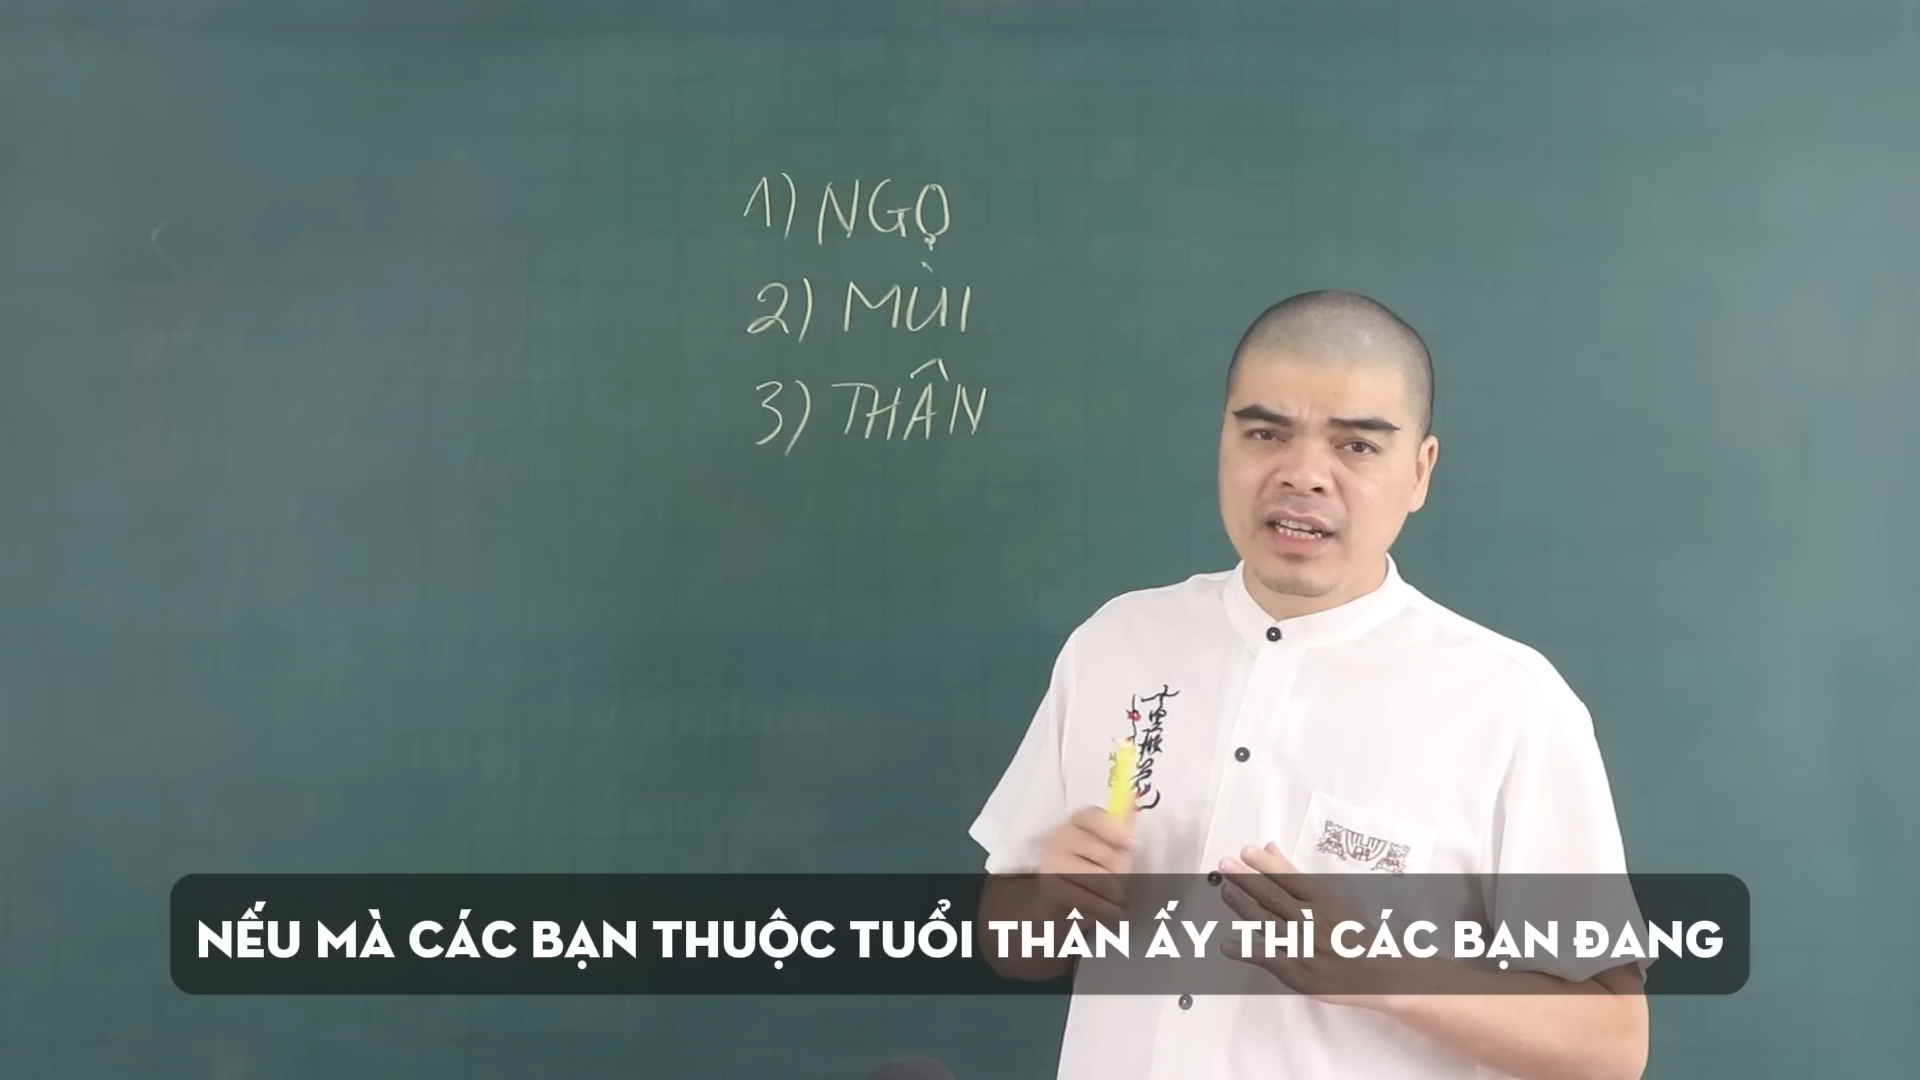 1) NGỌ
2) MÙI
3) THÂN
NẾU MÀ CÁC BẠN THUỘC TUỔI THÂN ẤY THÌ CÁC BẠN ĐANG